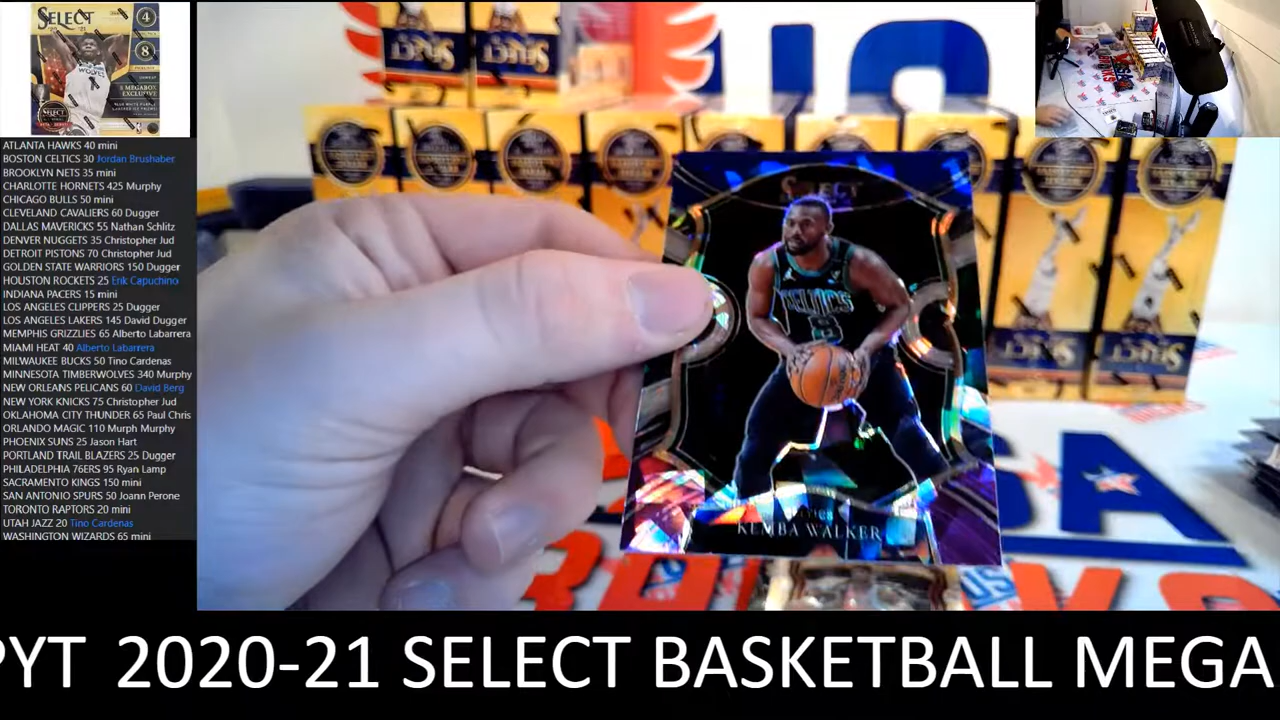 SELECT
4
8
8 MEGABOX
EXCLUSIVE
WOLVES
SELECT
ATLANTA HAWKS 40 mini
BOSTON CELTICS 30 Jordan Brushaber
BROOKLYN NETS 35 mini
CHARLOTTE HORNETS 425 Murphy
CHICAGO BULLS 50 mini
CLEVELAND CAVALIERS 60 Dugger
DALLAS MAVERICKS 55 Nathan Schlitz
DENVER NUGGETS 35 Christopher Jud
DETROIT PISTONS 70 Christopher Jud
GOLDEN STATE WARRIORS 150 Dugger
HOUSTON ROCKETS 25 Erik Capuchino
INDIANA PACERS 15 mini
LOS ANGELES CLIPPERS 25 Dugger
LOS ANGELES LAKERS 145 David Dugger
MEMPHIS GRIZZLIES 65 Alberto Labarrera
MIAMI HEAT 40 Alberto Labarrera
MILWAUKEE BUCKS 50 Tino Cardenas
MINNESOTA TIMBERWOLVES 340 Murphy
NEW ORLEANS PELICANS 60 David Berg
NEW YORK KNICKS 75 Christopher Jud
OKLAHOMA CITY THUNDER 65 Paul Chris
ORLANDO MAGIC 110 Murph Murphy
PHOENIX SUNS 25 Jason Hart
PORTLAND TRAIL BLAZERS 25 Dugger
PHILADELPHIA 76ERS 95 Ryan Lamp
SACRAMENTO KINGS 150 mini
SAN ANTONIO SPURS 50 Joann Perone
TORONTO RAPTORS 20 mini
UTAH JAZZ 20 Tino Cardenas
WASHINGTON WIZARDS 65 mini
SELECT
SELECT
SELECT
CELTICS
8
KEMBA WALKER
SELECT
SELECT
PYT 2020-21 SELECT BASKETBALL MEGA